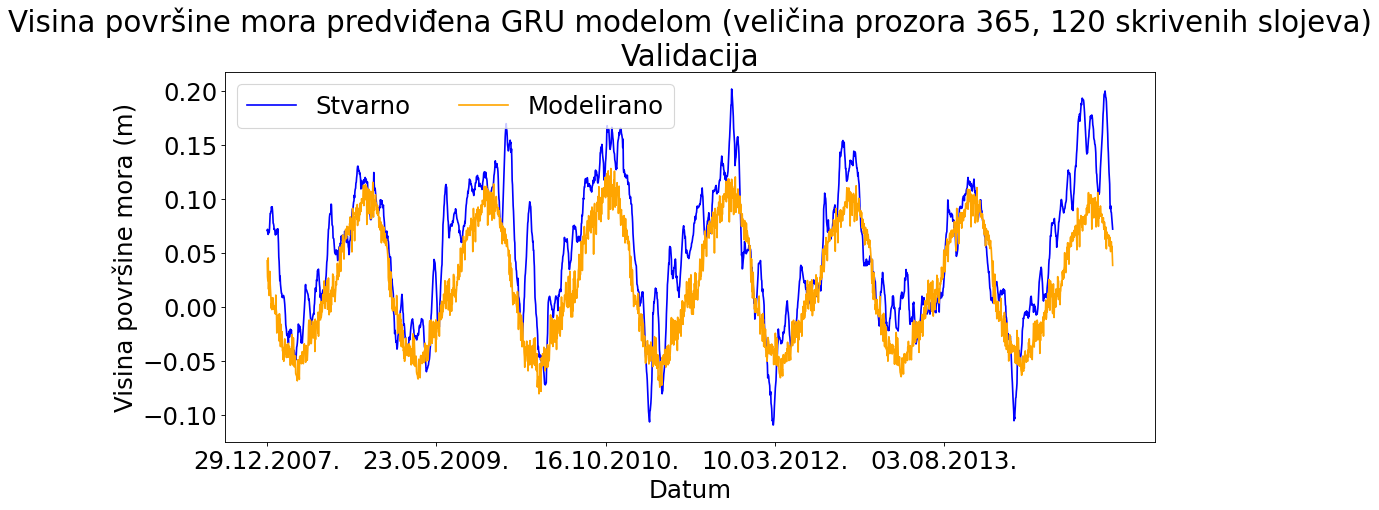 Visina površine mora predviđena GRU modelom (veličina prozora 365, 120 skrivenih slojeva)
Validacija
Stvarno
Modelirano
Visina površine mora (m)
0.20
0.15
0.10
0.05
0.00
−0.05
−0.10
29.12.2007.
23.05.2009.
16.10.2010.
10.03.2012.
03.08.2013.
Datum